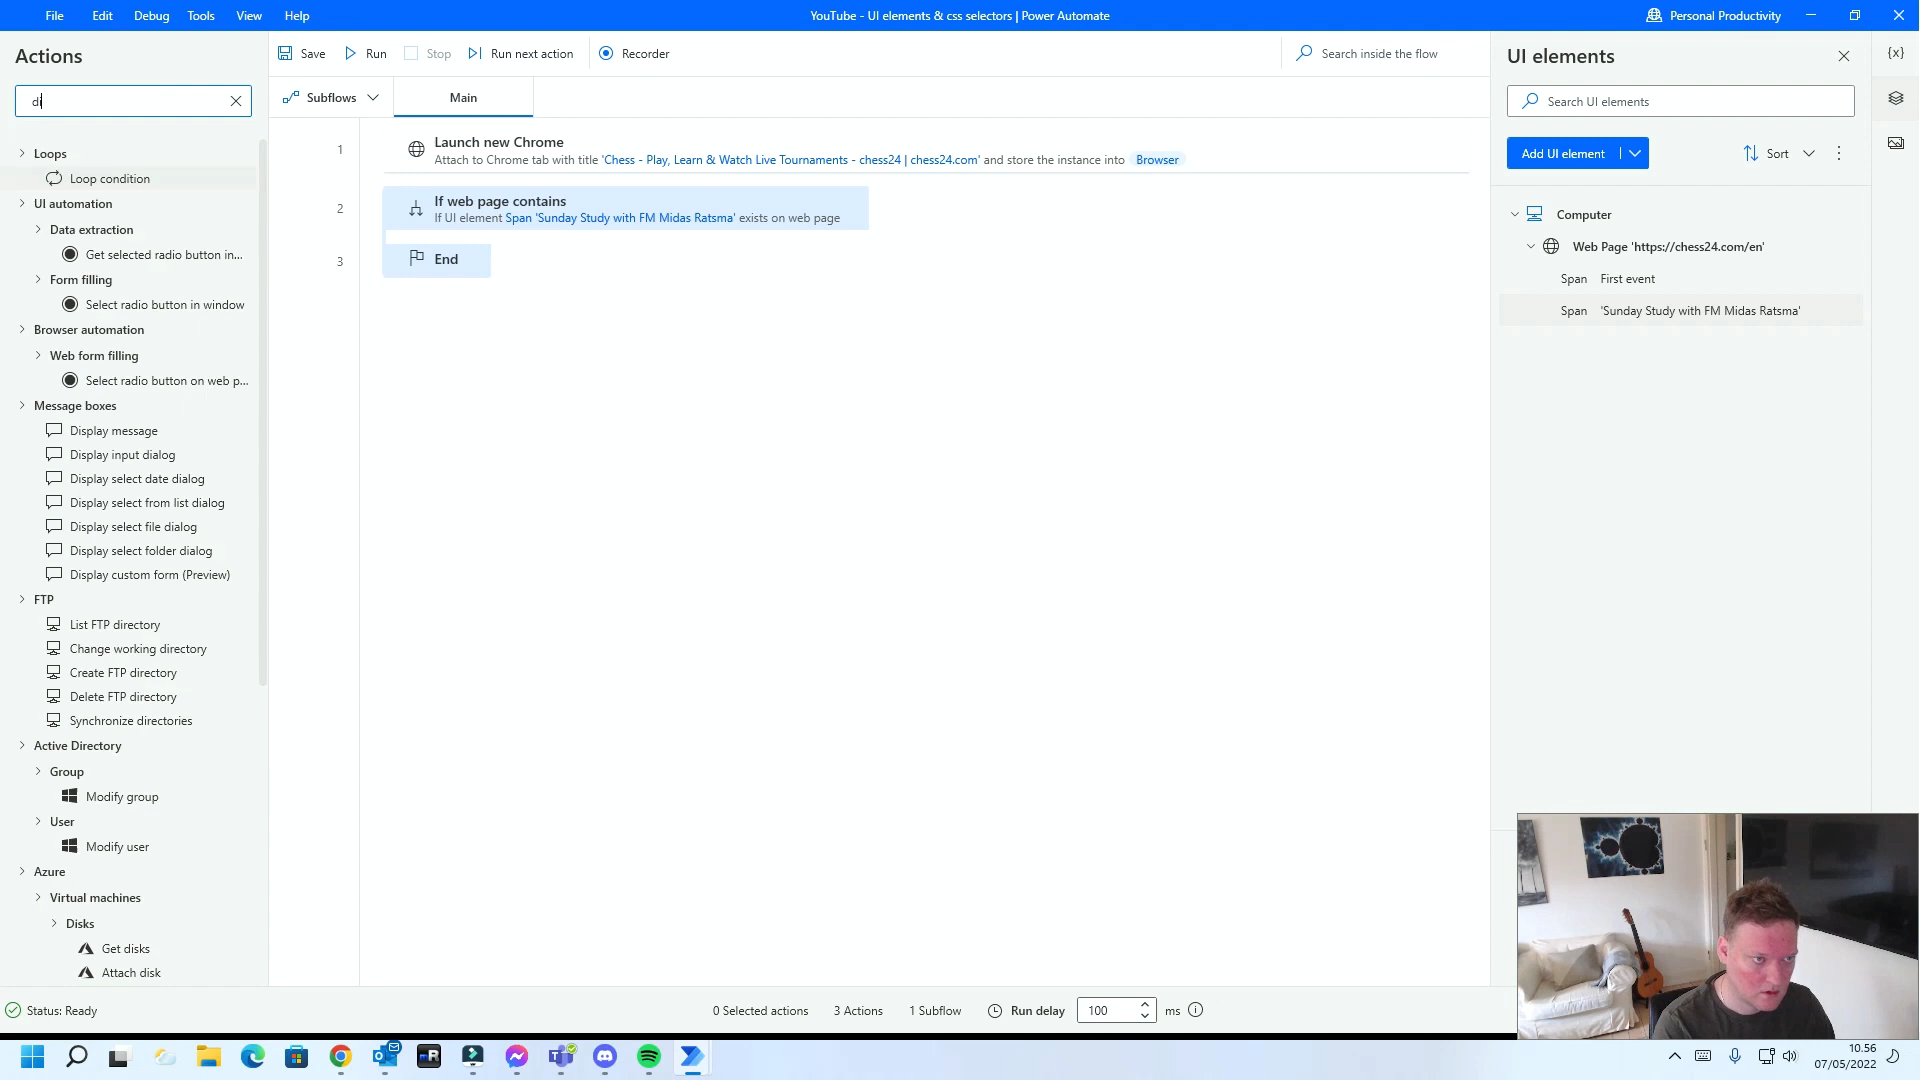 File Edit Debug Tools View Help
YouTube - UI elements & css selectors | Power Automate
Personal Productivity
Actions
di
Loops
Loop condition
UI automation
Data extraction
Get selected radio button in...
Form filling
Select radio button in window
Browser automation
Web form filling
Select radio button on web p...
Message boxes
Display message
Display input dialog
Display select date dialog
Display select from list dialog
Display select file dialog
Display select folder dialog
Display custom form (Preview)
FTP
List FTP directory
Change working directory
Create FTP directory
Delete FTP directory
Synchronize directories
Active Directory
Group
Modify group
User
Modify user
Azure
Virtual machines
Disks
Get disks
Attach disk
Save Run Stop Run next action Recorder
Search inside the flow
Subflows Main
1 Launch new Chrome
Attach to Chrome tab with title 'Chess - Play, Learn & Watch Live Tournaments - chess24 | chess24.com' and store the instance into Browser
2 If web page contains
If UI element Span 'Sunday Study with FM Midas Ratsma' exists on web page
3 End
UI elements
{x}
Search UI elements
Add UI element Sort
Computer
Web Page 'https://chess24.com/en'
Span First event
Span 'Sunday Study with FM Midas Ratsma'
Status: Ready
0 Selected actions 3 Actions 1 Subflow Run delay 100 ms
10.56
07/05/2022